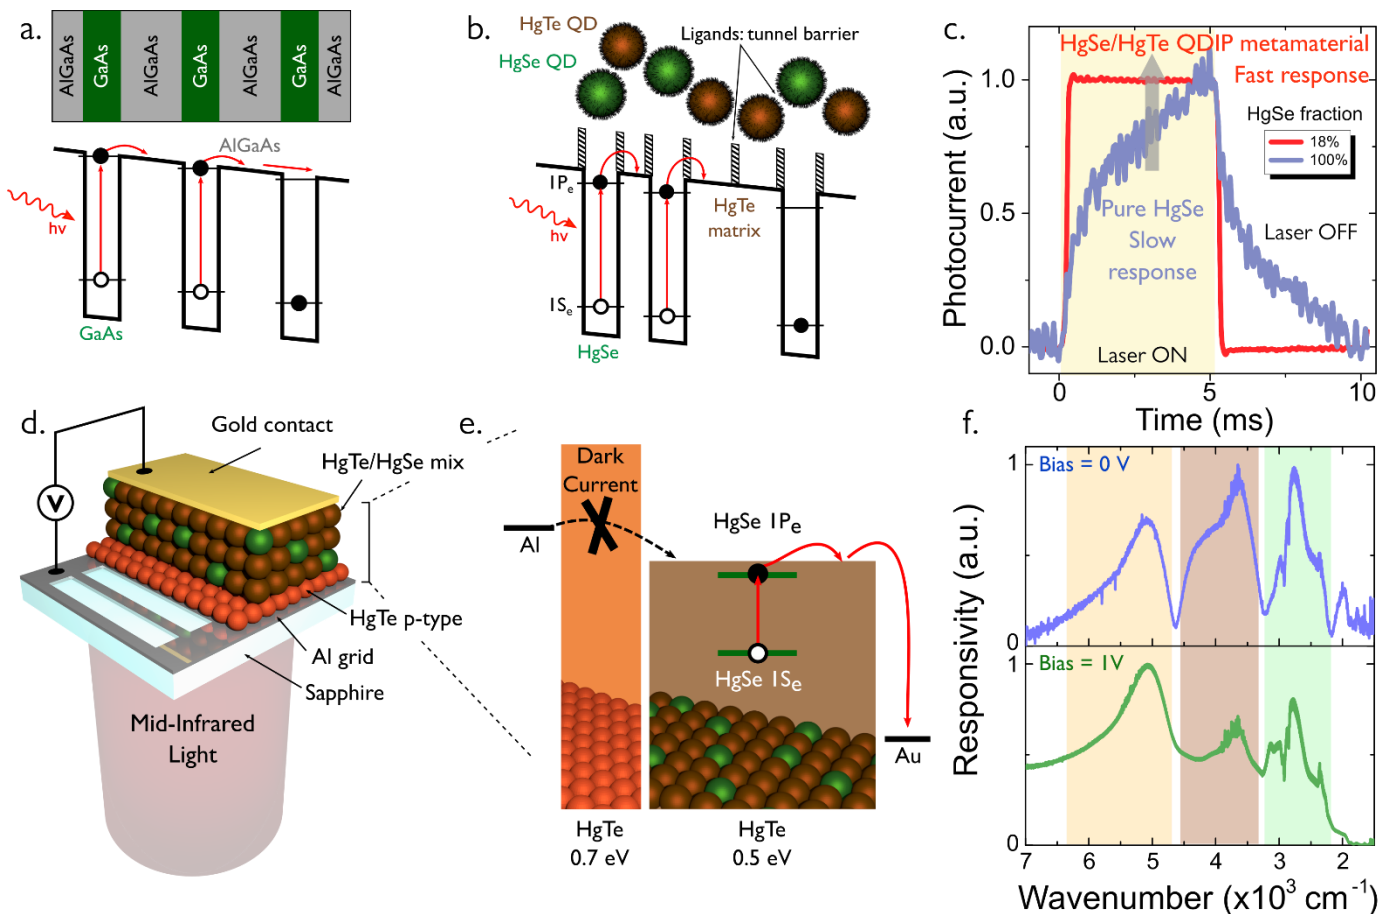 a.
AlGaAs
GaAs
AlGaAs
GaAs
AlGaAs
GaAs
AlGaAs
AlGaAs
hν
GaAs
b.
HgTe QD
HgSe QD
Ligands: tunnel barrier
1Pₑ
hν
HgTe
matrix
1Sₑ
HgSe
c.
HgSe/HgTe QDIP metamaterial
Fast response
HgSe fraction
18%
100%
Pure HgSe
Slow
response
Laser OFF
Laser ON
Photocurrent (a.u.)
1.0
0.5
0.0
0
5
10
Time (ms)
d.
Gold contact
HgTe/HgSe mix
V
HgTe p-type
Al grid
Sapphire
Mid-Infrared
Light
e.
Dark
Current
Al
HgSe 1Pₑ
HgSe 1Sₑ
Au
HgTe
0.7 eV
HgTe
0.5 eV
f.
Bias = 0 V
Bias = 1V
Responsivity (a.u.)
1
0
1
0
7
6
5
4
3
2
Wavenumber (x10³ cm⁻¹)